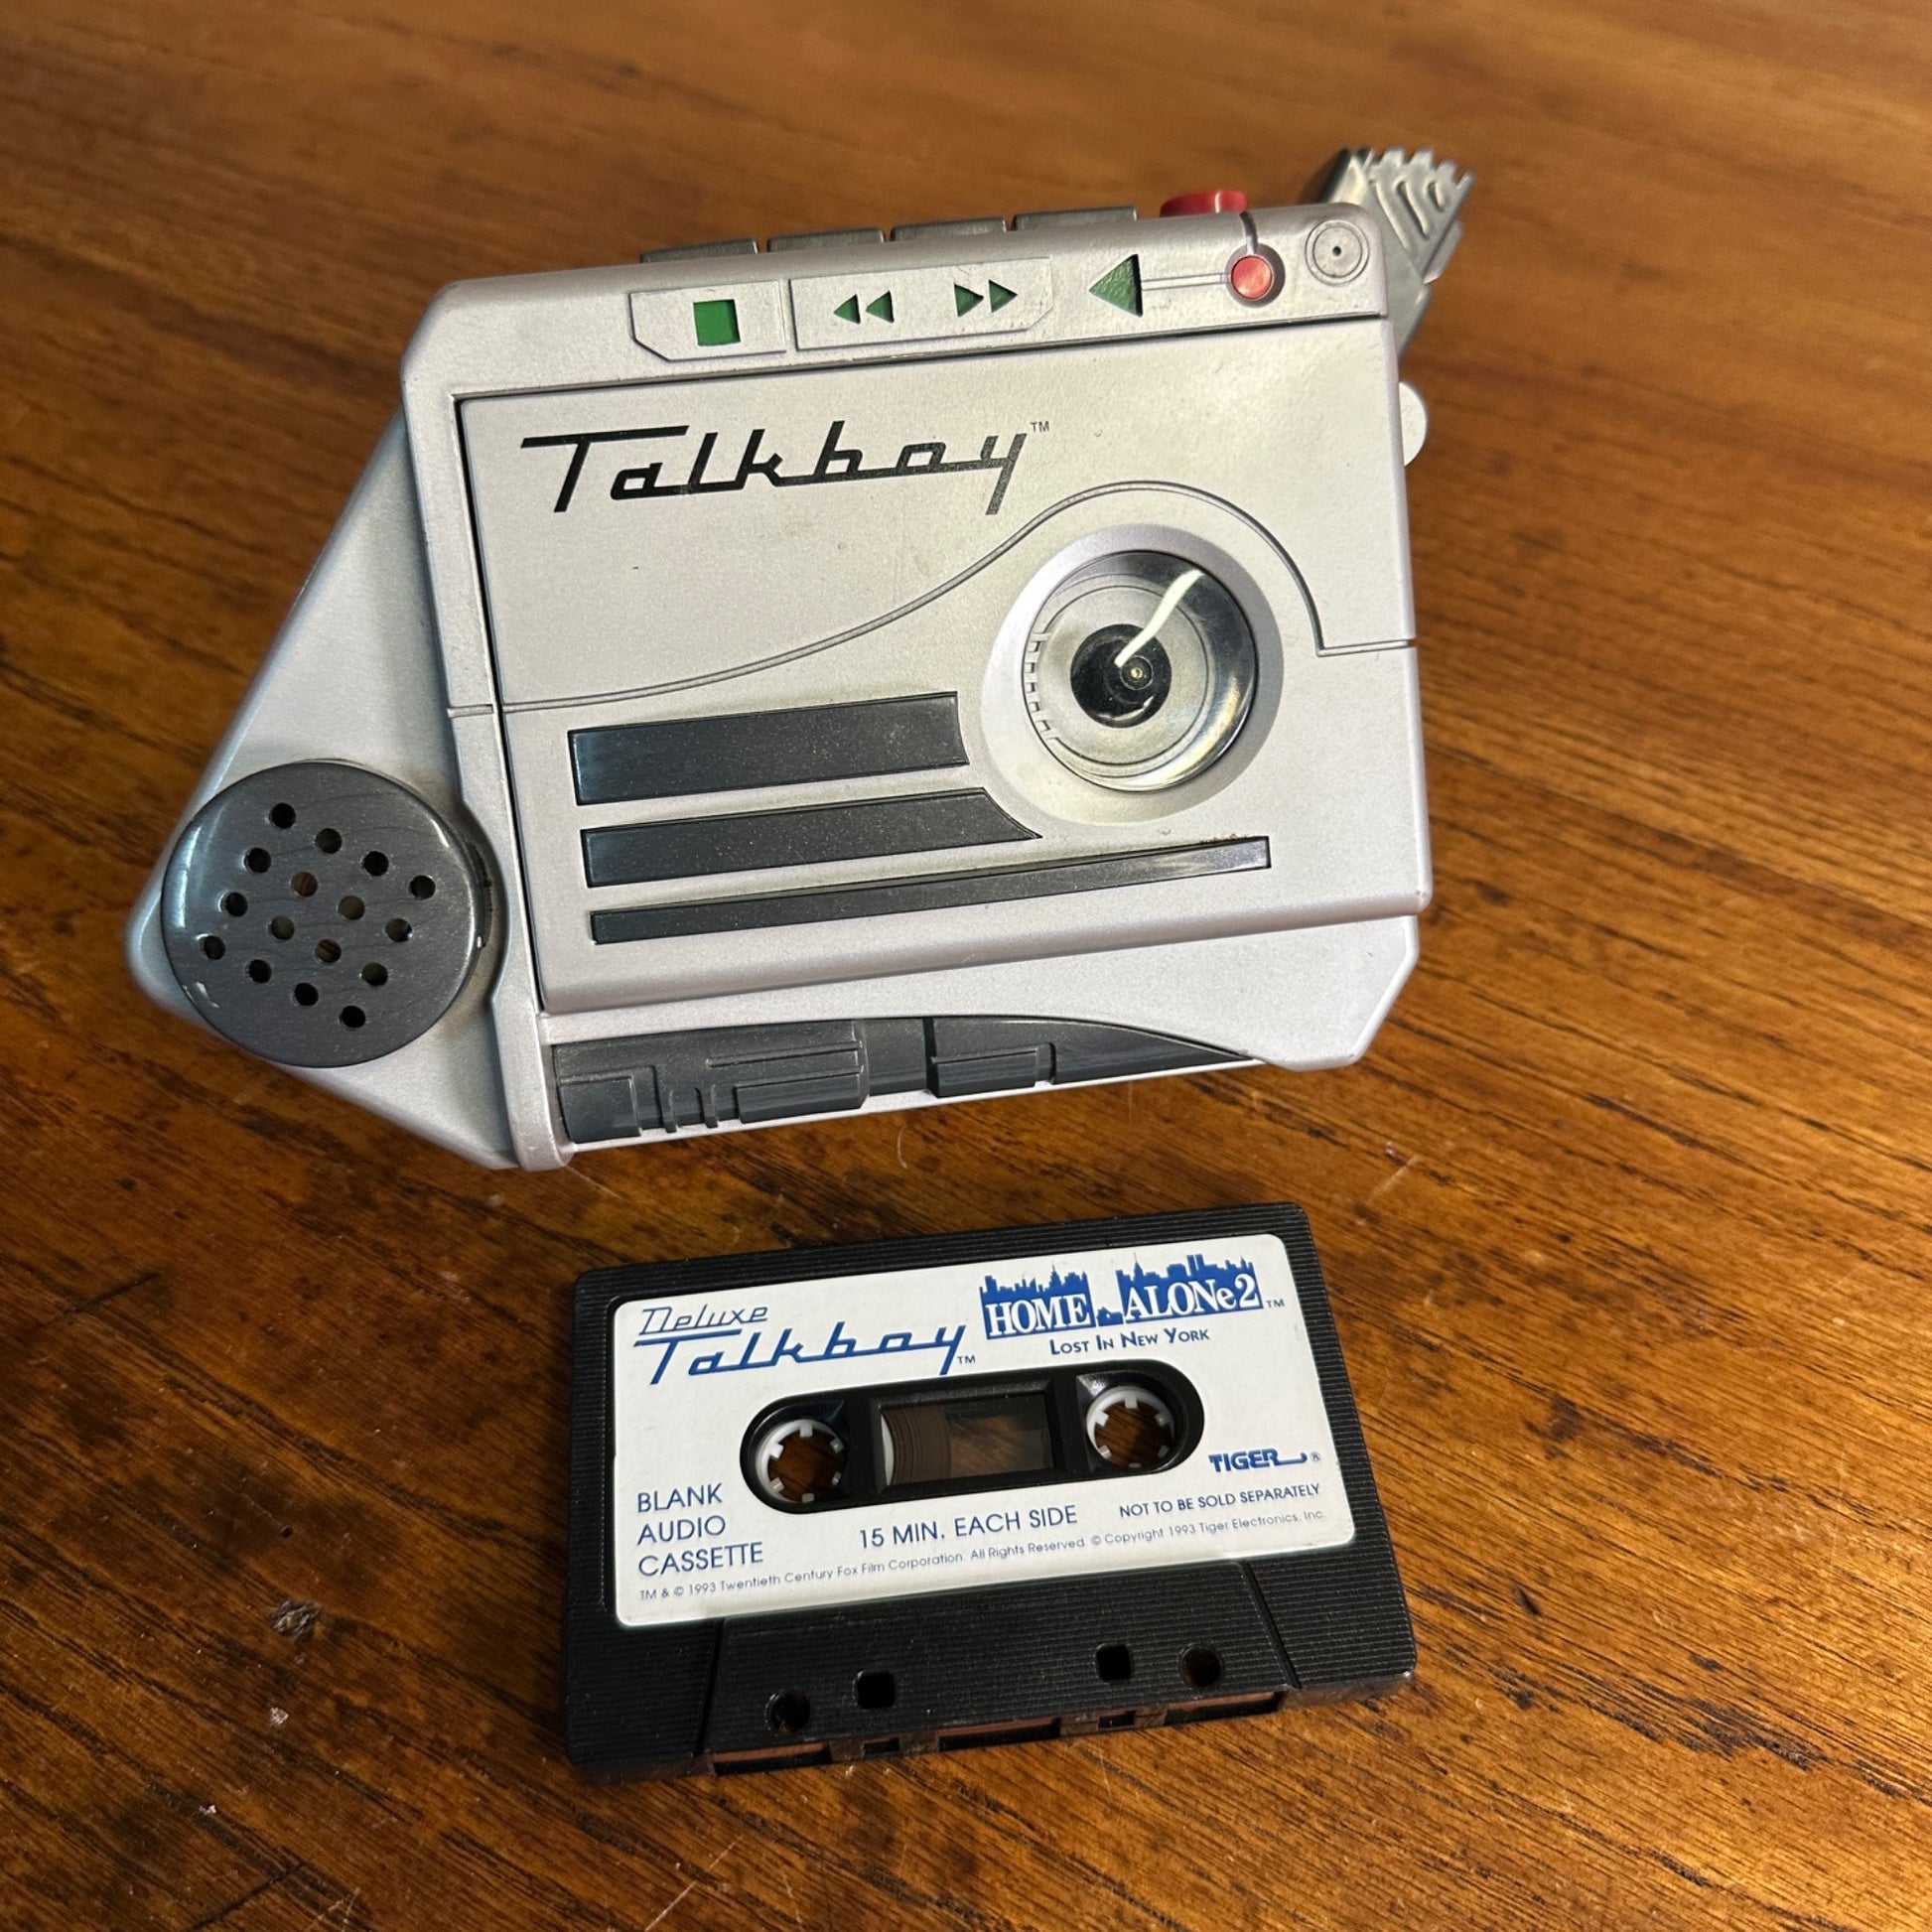 Talkboy™
Deluxe
Talkboy™
HOME ALONe2™
LOST IN NEW YORK
TIGER®
BLANK
AUDIO
CASSETTE
15 MIN. EACH SIDE
NOT TO BE SOLD SEPARATELY
TM & © 1993 Twentieth Century Fox Film Corporation. All Rights Reserved. © Copyright 1993 Tiger Electronics, Inc.